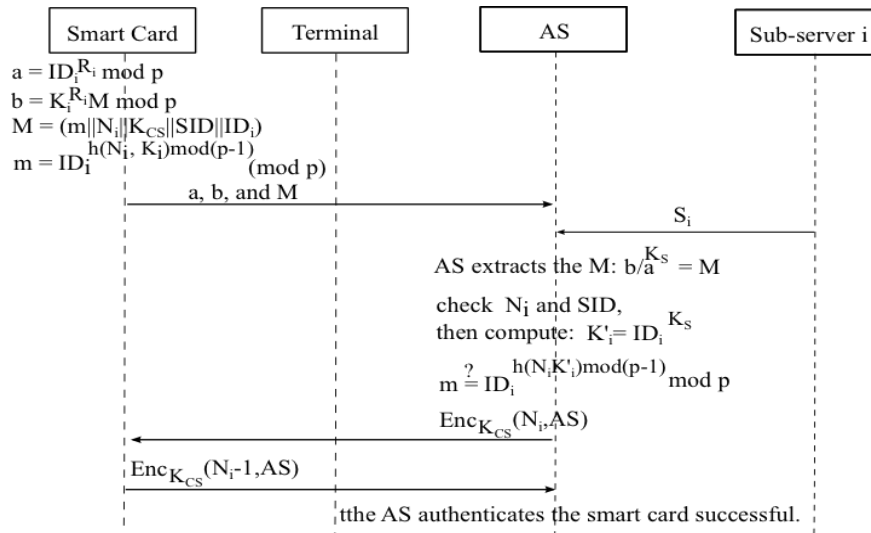 Smart Card Terminal AS Sub-server i
a = ID_i^{R_i} mod p
b = K_i^{R_i}M mod p
M = (m||N_i||K_CS||SID||ID_i)
m = ID_i^{h(N_i, K_i)mod(p-1)} (mod p)
a, b, and M
S_i
AS extracts the M: b/a^{K_S} = M
check N_i and SID,
then compute: K'_i= ID_i^{K_S}
m ?= ID_i^{h(N_iK'_i)mod(p-1)} mod p
Enc_{K_CS}(N_i,AS)
Enc_{K_CS}(N_i-1,AS)
tthe AS authenticates the smart card successful.